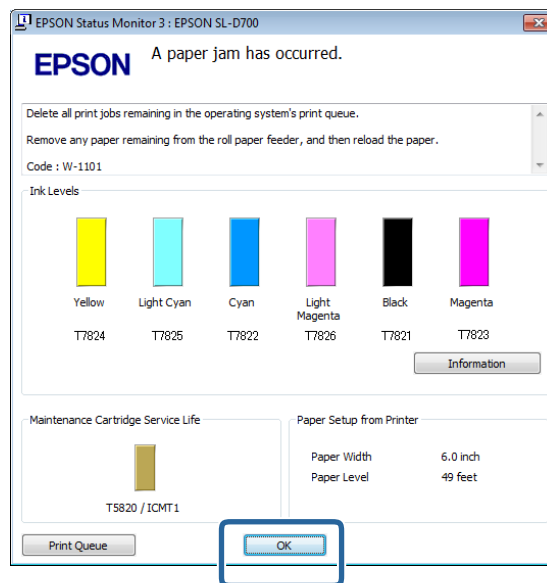 EPSON Status Monitor 3 : EPSON SL-D700
EPSON
A paper jam has occurred.
Delete all print jobs remaining in the operating system's print queue.
Remove any paper remaining from the roll paper feeder, and then reload the paper.
Code : W-1101
Ink Levels
Yellow Light Cyan Cyan Light Magenta Black Magenta
T7824 T7825 T7822 T7826 T7821 T7823
Information
Maintenance Cartridge Service Life
T5820 / ICMT1
Paper Setup from Printer
Paper Width 6.0 inch
Paper Level 49 feet
Print Queue
OK